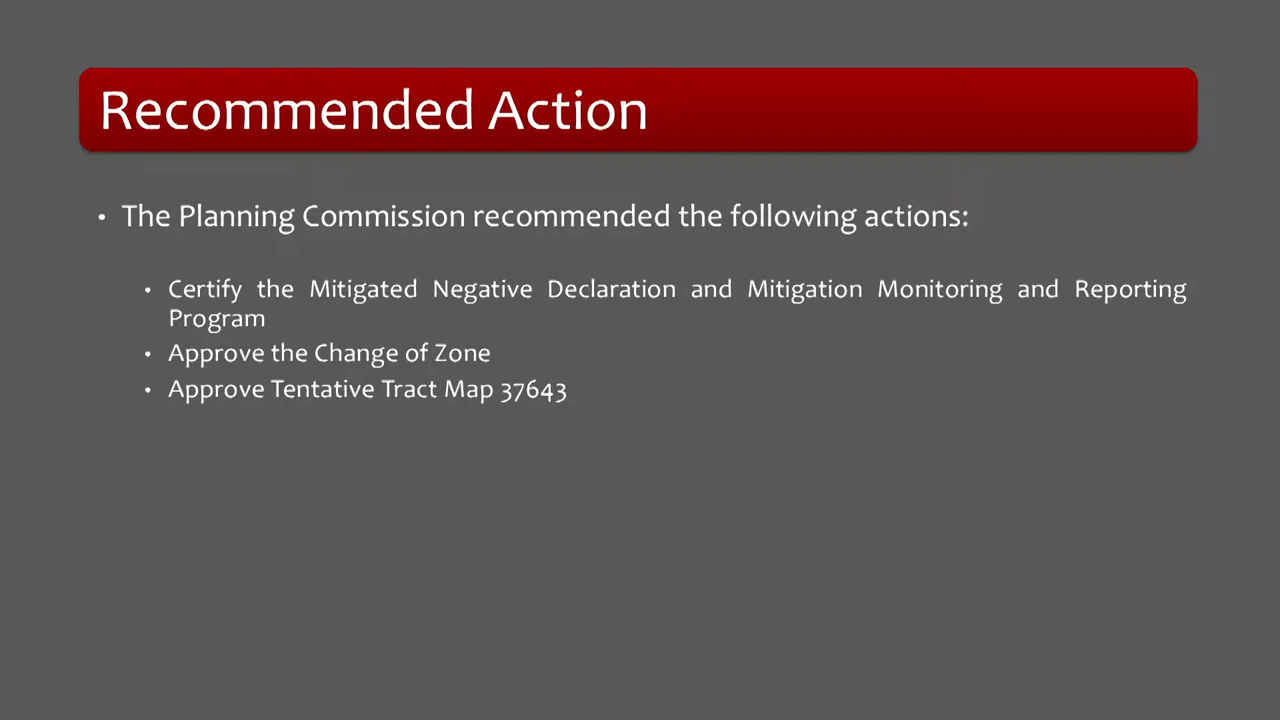 Recommended Action
• The Planning Commission recommended the following actions:
• Certify the Mitigated Negative Declaration and Mitigation Monitoring and Reporting
Program
• Approve the Change of Zone
• Approve Tentative Tract Map 37643